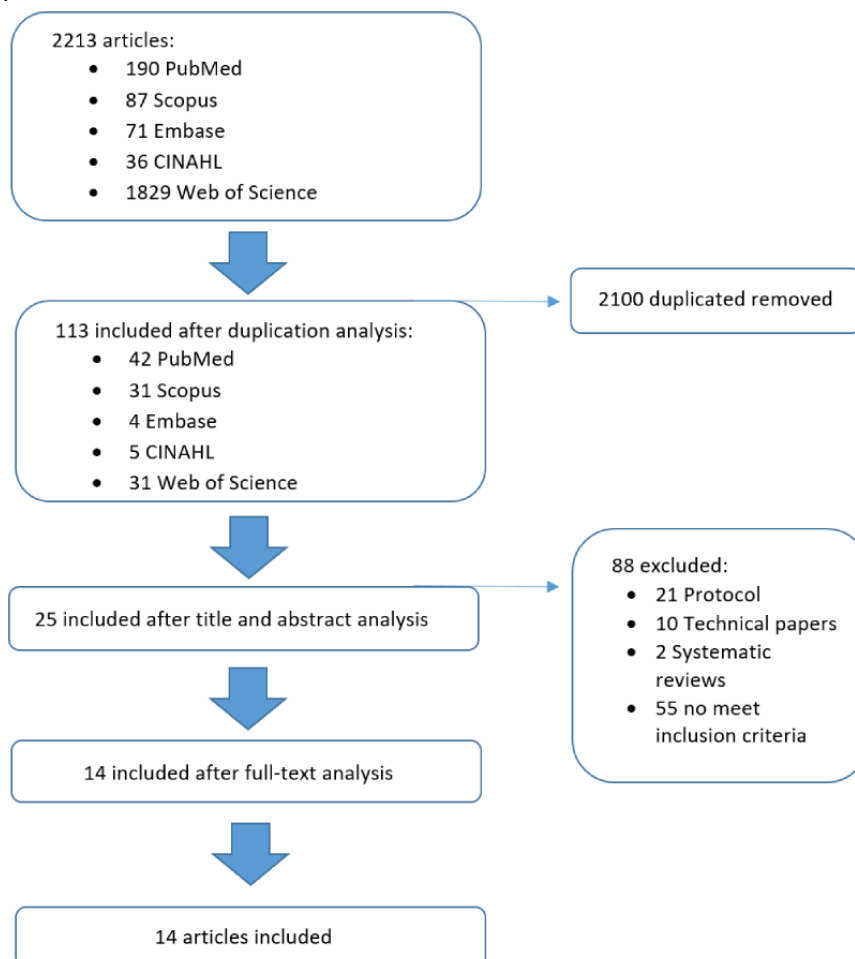 2213 articles:
• 190 PubMed
• 87 Scopus
• 71 Embase
• 36 CINAHL
• 1829 Web of Science
2100 duplicated removed
113 included after duplication analysis:
• 42 PubMed
• 31 Scopus
• 4 Embase
• 5 CINAHL
• 31 Web of Science
88 excluded:
• 21 Protocol
• 10 Technical papers
• 2 Systematic
reviews
• 55 no meet
inclusion criteria
25 included after title and abstract analysis
14 included after full-text analysis
14 articles included